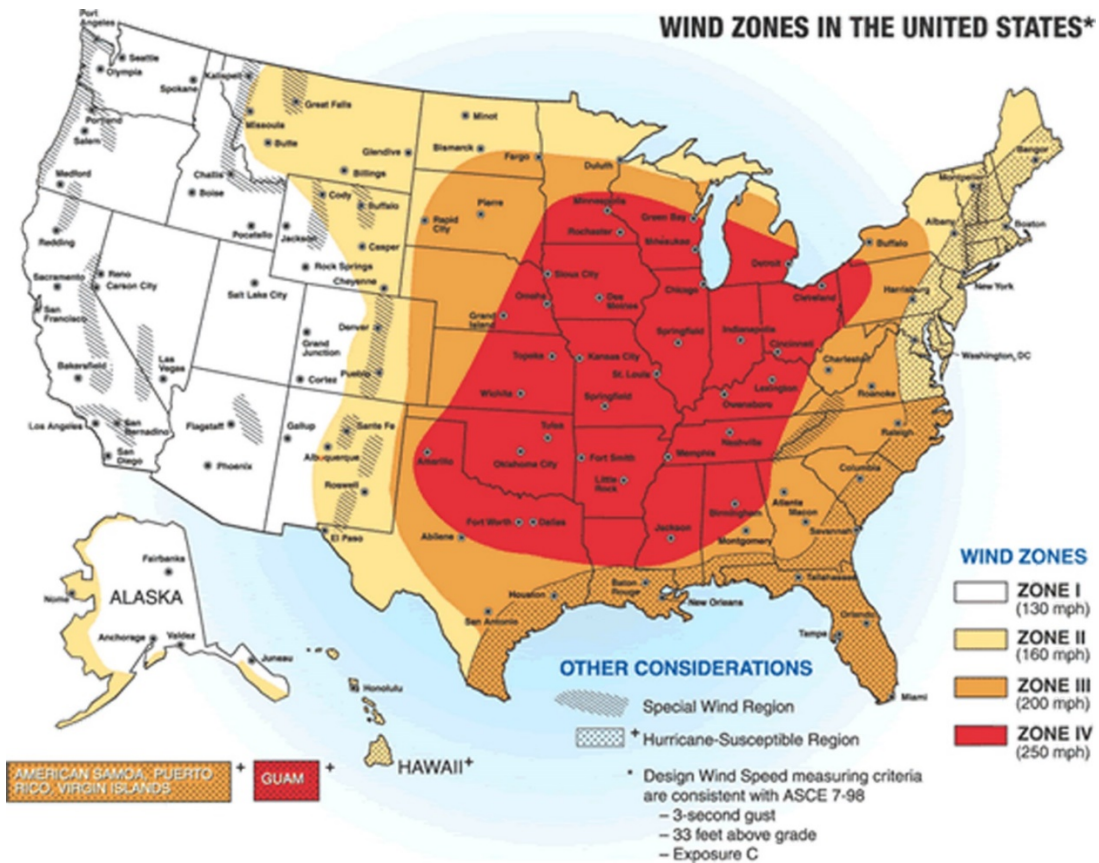 WIND ZONES IN THE UNITED STATES*
Port
Angeles
Seattle
Olympia
Spokane
Kalispell
Great Falls
Portland
Salem
Missoula
Butte
Glendive
Minot
Bismarck
Fargo
Duluth
Billings
Medford
Challis
Boise
Cody
Buffalo
Rapid
City
Pierre
Minneapolis
Rochester
Green Bay
Milwaukee
Bangor
Montpelier
Albany
Boston
Buffalo
Redding
Pocatello
Jackson
Casper
Rock Springs
Cheyenne
Sioux City
Detroit
Chicago
Cleveland
Harrisburg
New York
Sacramento
Reno
Carson City
San
Francisco
Salt Lake City
Omaha
Des
Moines
Grand
Island
Denver
Grand
Junction
Springfield
Indianapolis
Cincinnati
Charleston
Washington, DC
Bakersfield
Las
Vegas
Cortez
Pueblo
Topeka
Kansas City
St. Louis
Lexington
Roanoke
Wichita
Springfield
Owensboro
Los Angeles
San
Bernadino
San
Diego
Flagstaff
Gallup
Sante Fe
Albuquerque
Amarillo
Tulsa
Oklahoma
City
Fort Smith
Memphis
Nashville
Raleigh
Phoenix
Roswell
Little
Rock
Columbia
Atlanta
Macon
Birmingham
Savannah
El Paso
Abilene
Fort Worth
Dallas
Jackson
Montgomery
Tallahassee
Houston
San Antonio
Baton
Rouge
New Orleans
Orlando
Tampa
Miami
Fairbanks
Nome
ALASKA
Anchorage
Valdez
Juneau
Honolulu
HAWAII+
AMERICAN SAMOA, PUERTO
RICO, VIRGIN ISLANDS
+
GUAM
+
OTHER CONSIDERATIONS
Special Wind Region
+ Hurricane-Susceptible Region
* Design Wind Speed measuring criteria
are consistent with ASCE 7-98
– 3-second gust
– 33 feet above grade
– Exposure C
WIND ZONES
ZONE I
(130 mph)
ZONE II
(160 mph)
ZONE III
(200 mph)
ZONE IV
(250 mph)